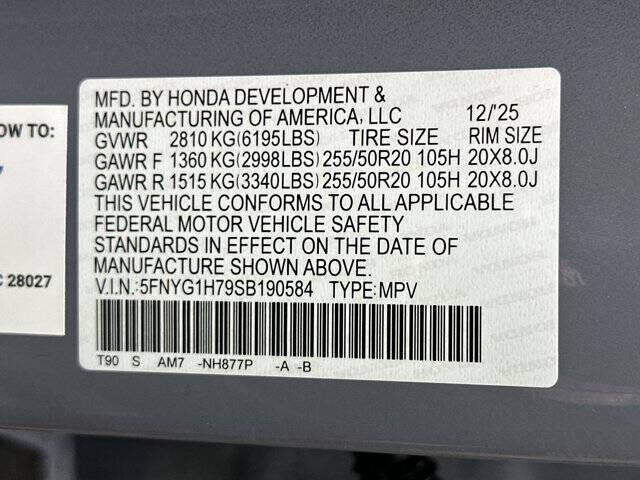 MFD. BY HONDA DEVELOPMENT &
MANUFACTURING OF AMERICA, LLC 12/'25
GVWR 2810 KG(6195LBS) TIRE SIZE RIM SIZE
GAWR F 1360 KG(2998LBS) 255/50R20 105H 20X8.0J
GAWR R 1515 KG(3340LBS) 255/50R20 105H 20X8.0J
THIS VEHICLE CONFORMS TO ALL APPLICABLE
FEDERAL MOTOR VEHICLE SAFETY
STANDARDS IN EFFECT ON THE DATE OF
MANUFACTURE SHOWN ABOVE.
V.I.N.:5FNYG1H79SB190584 TYPE:MPV
T90 S AM7 -NH877P -A -B
OW TO:
C 28027